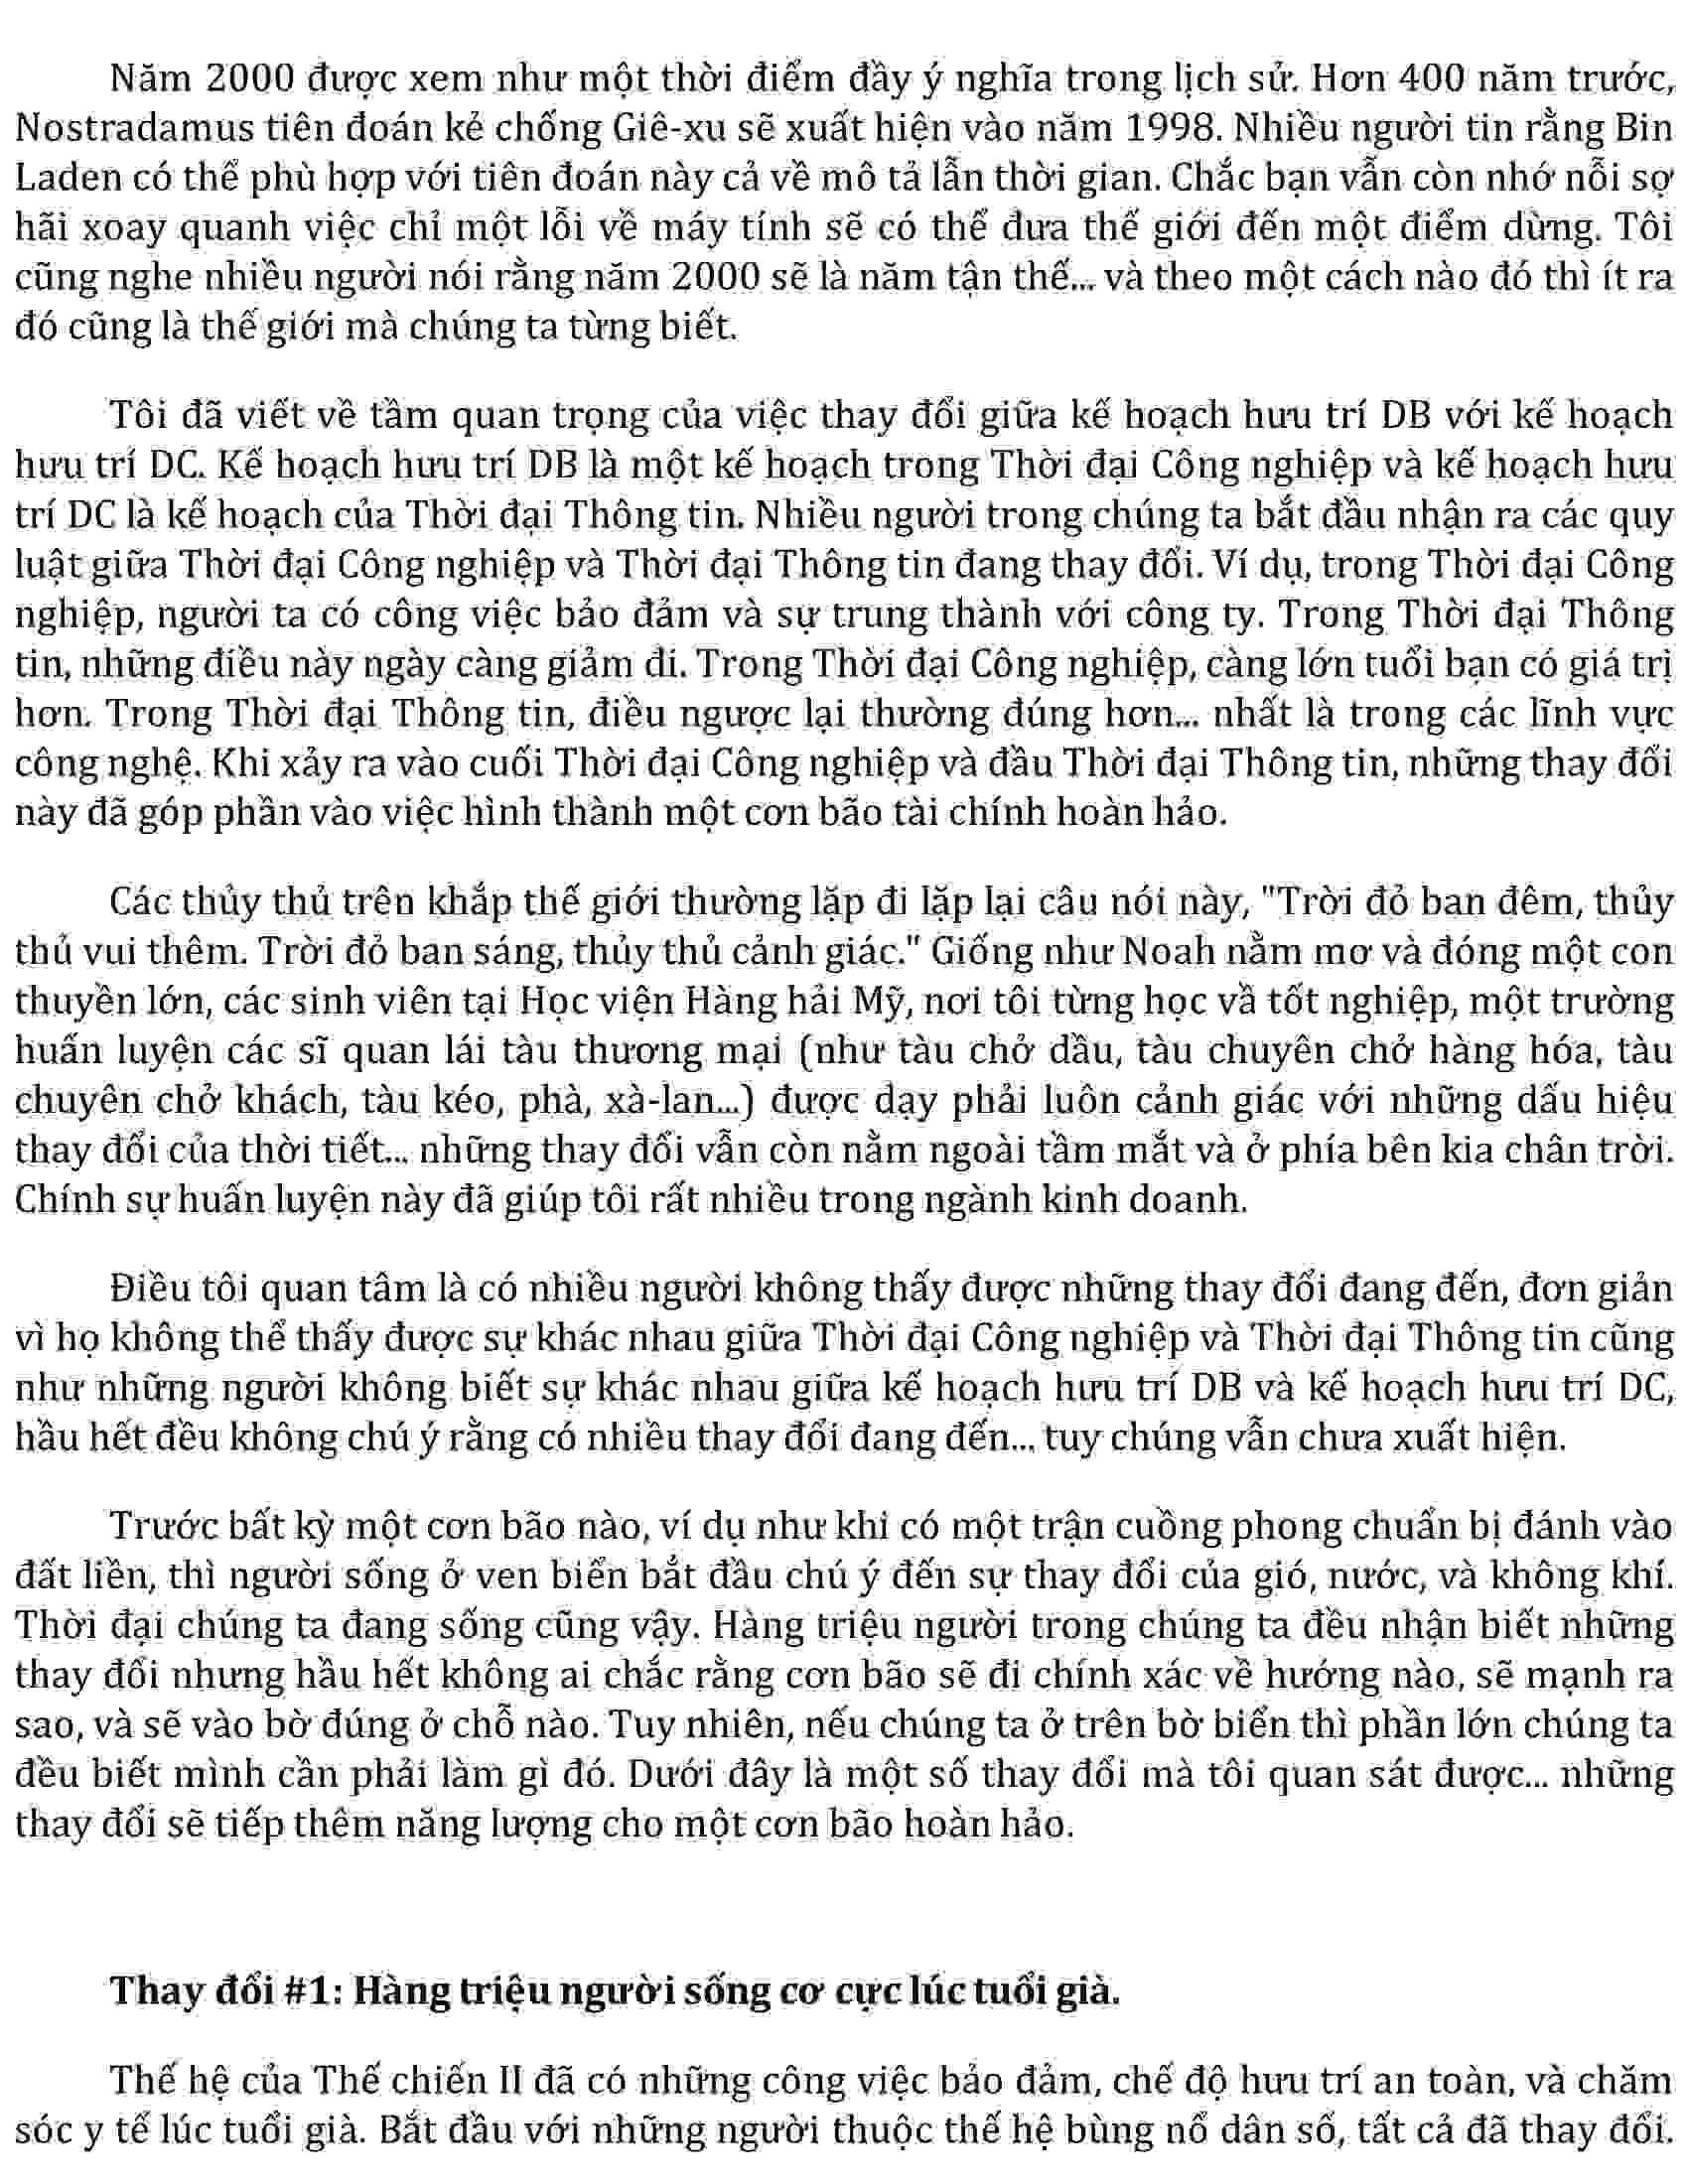 Năm 2000 được xem như một thời điểm đầy ý nghĩa trong lịch sử. Hơn 400 năm trước,
Nostradamus tiên đoán kẻ chống Giê-xu sẽ xuất hiện vào năm 1998. Nhiều người tin rằng Bin
Laden có thể phù hợp với tiên đoán này cả về mô tả lẫn thời gian. Chắc bạn vẫn còn nhớ nỗi sợ
hãi xoay quanh việc chỉ một lỗi về máy tính sẽ có thể đưa thế giới đến một điểm dừng. Tôi
cũng nghe nhiều người nói rằng năm 2000 sẽ là năm tận thế... và theo một cách nào đó thì ít ra
đó cũng là thế giới mà chúng ta từng biết.
Tôi đã viết về tầm quan trọng của việc thay đổi giữa kế hoạch hưu trí DB với kế hoạch
hưu trí DC. Kế hoạch hưu trí DB là một kế hoạch trong Thời đại Công nghiệp và kế hoạch hưu
trí DC là kế hoạch của Thời đại Thông tin. Nhiều người trong chúng ta bắt đầu nhận ra các quy
luật giữa Thời đại Công nghiệp và Thời đại Thông tin đang thay đổi. Ví dụ, trong Thời đại Công
nghiệp, người ta có công việc bảo đảm và sự trung thành với công ty. Trong Thời đại Thông
tin, những điều này ngày càng giảm đi. Trong Thời đại Công nghiệp, càng lớn tuổi bạn có giá trị
hơn. Trong Thời đại Thông tin, điều ngược lại thường đúng hơn... nhất là trong các lĩnh vực
công nghệ. Khi xảy ra vào cuối Thời đại Công nghiệp và đầu Thời đại Thông tin, những thay đổi
này đã góp phần vào việc hình thành một cơn bão tài chính hoàn hảo.
Các thủy thủ trên khắp thế giới thường lặp đi lặp lại câu nói này, "Trời đỏ ban đêm, thủy
thủ vui thêm. Trời đỏ ban sáng, thủy thủ cảnh giác." Giống như Noah nằm mơ và đóng một con
thuyền lớn, các sinh viên tại Học viện Hàng hải Mỹ, nơi tôi từng học vầ tốt nghiệp, một trường
huấn luyện các sĩ quan lái tàu thương mại (như tàu chở dầu, tàu chuyên chở hàng hóa, tàu
chuyên chở khách, tàu kéo, phà, xà-lan...) được dạy phải luôn cảnh giác với những dấu hiệu
thay đổi của thời tiết... những thay đổi vẫn còn nằm ngoài tầm mắt và ở phía bên kia chân trời.
Chính sự huấn luyện này đã giúp tôi rất nhiều trong ngành kinh doanh.
Điều tôi quan tâm là có nhiều người không thấy được những thay đổi đang đến, đơn giản
vì họ không thể thấy được sự khác nhau giữa Thời đại Công nghiệp và Thời đại Thông tin cũng
như những người không biết sự khác nhau giữa kế hoạch hưu trí DB và kế hoạch hưu trí DC,
hầu hết đều không chú ý rằng có nhiều thay đổi đang đến... tuy chúng vẫn chưa xuất hiện.
Trước bất kỳ một cơn bão nào, ví dụ như khi có một trận cuồng phong chuẩn bị đánh vào
đất liền, thì người sống ở ven biển bắt đầu chú ý đến sự thay đổi của gió, nước, và không khí.
Thời đại chúng ta đang sống cũng vậy. Hàng triệu người trong chúng ta đều nhận biết những
thay đổi nhưng hầu hết không ai chắc rằng cơn bão sẽ đi chính xác về hướng nào, sẽ mạnh ra
sao, và sẽ vào bờ đúng ở chỗ nào. Tuy nhiên, nếu chúng ta ở trên bờ biển thì phần lớn chúng ta
đều biết mình cần phải làm gì đó. Dưới đây là một số thay đổi mà tôi quan sát được... những
thay đổi sẽ tiếp thêm năng lượng cho một cơn bão hoàn hảo.
Thay đổi #1: Hàng triệu người sống cơ cực lúc tuổi già.
Thế hệ của Thế chiến II đã có những công việc bảo đảm, chế độ hưu trí an toàn, và chăm
sóc y tế lúc tuổi già. Bắt đầu với những người thuộc thế hệ bùng nổ dân số, tất cả đã thay đổi.